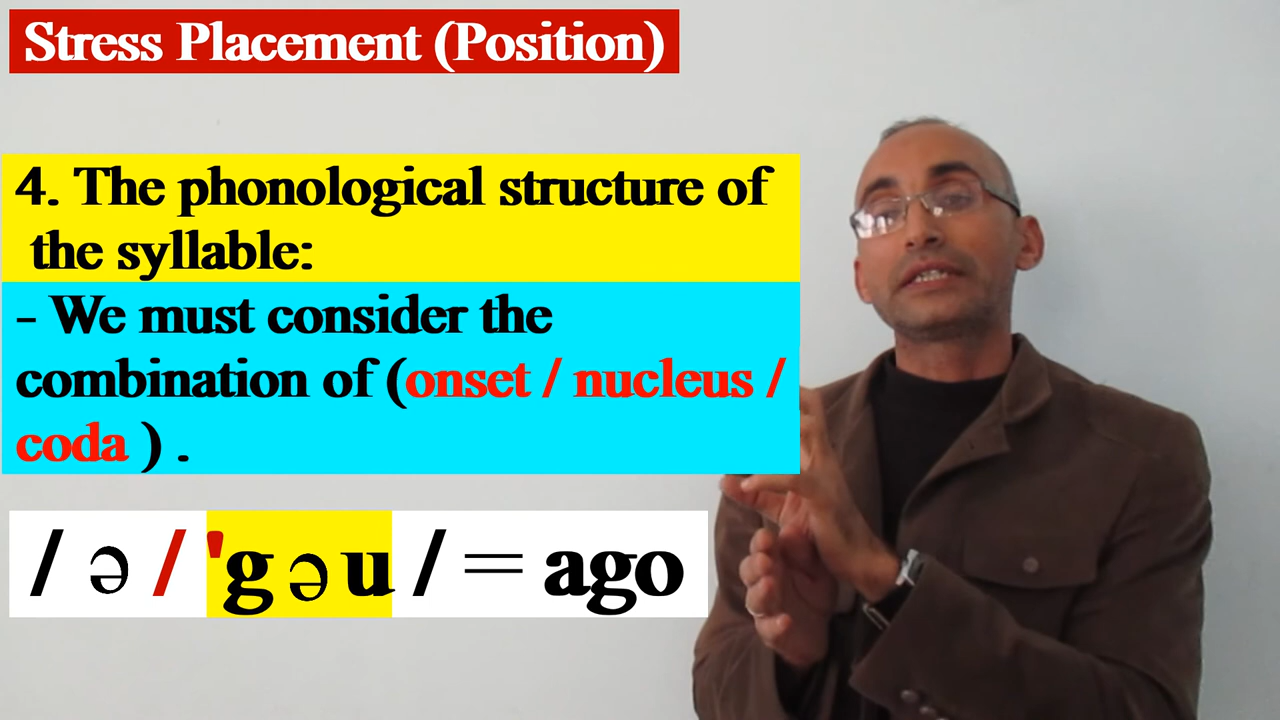 Stress Placement (Position)
4. The phonological structure of
the syllable:
- We must consider the
combination of (onset / nucleus /
coda ) .
/ ə / 'gəu / = ago